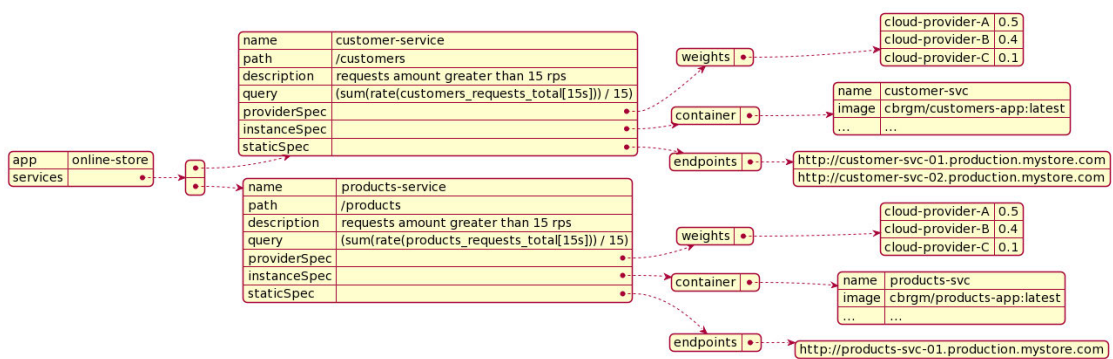 app online-store
services
name customer-service
path /customers
description requests amount greater than 15 rps
query (sum(rate(customers_requests_total[15s])) / 15)
providerSpec
instanceSpec
staticSpec
weights
cloud-provider-A 0.5
cloud-provider-B 0.4
cloud-provider-C 0.1
container
name customer-svc
image cbrgm/customers-app:latest
... ...
endpoints
http://customer-svc-01.production.mystore.com
http://customer-svc-02.production.mystore.com
name products-service
path /products
description requests amount greater than 15 rps
query (sum(rate(products_requests_total[15s])) / 15)
providerSpec
instanceSpec
staticSpec
weights
cloud-provider-A 0.5
cloud-provider-B 0.4
cloud-provider-C 0.1
container
name products-svc
image cbrgm/products-app:latest
... ...
endpoints
http://products-svc-01.production.mystore.com